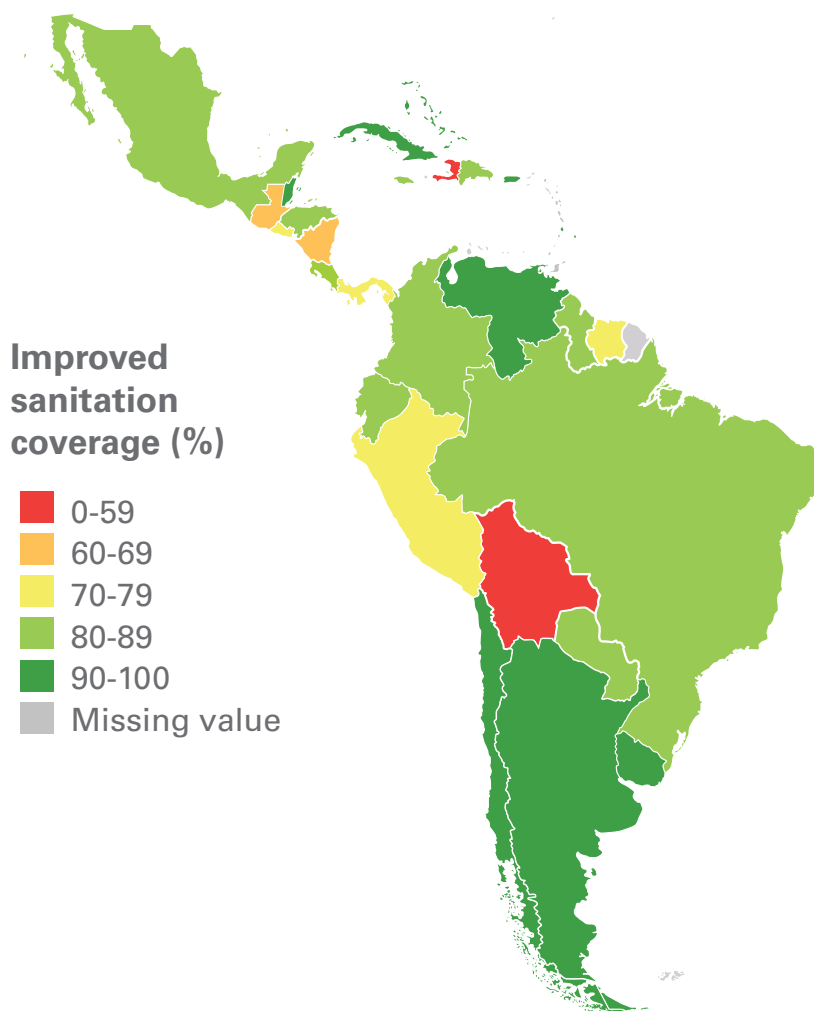 Improved
sanitation
coverage (%)
0-59
60-69
70-79
80-89
90-100
Missing value